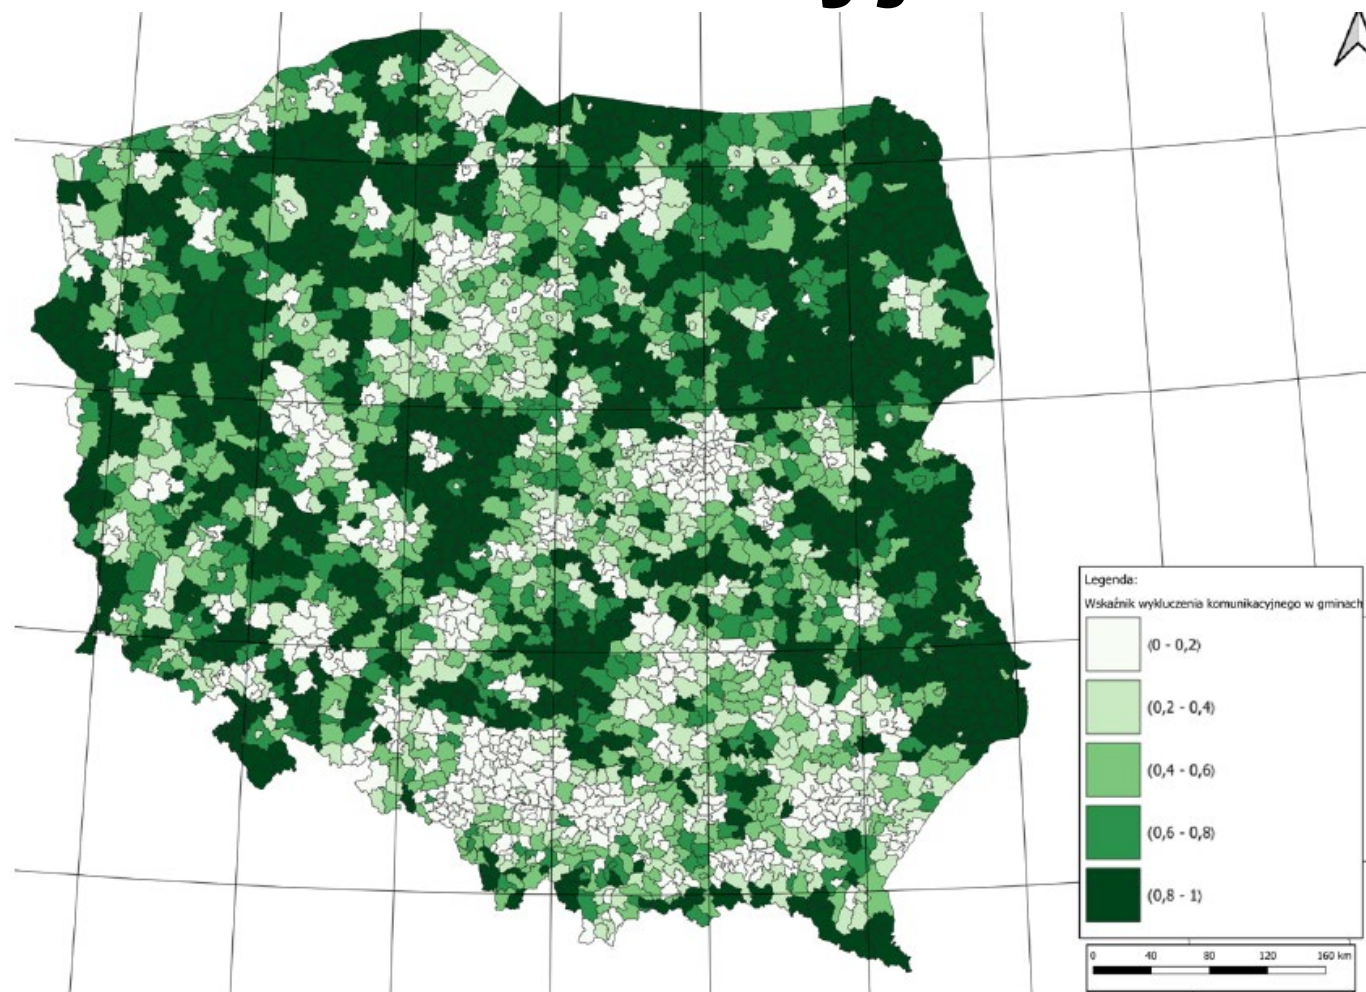 Legenda:
Wskaźnik wykluczenia komunikacyjnego w gminach
(0 - 0,2)
(0,2 - 0,4)
(0,4 - 0,6)
(0,6 - 0,8)
(0,8 - 1)
0 40 80 120 160 km